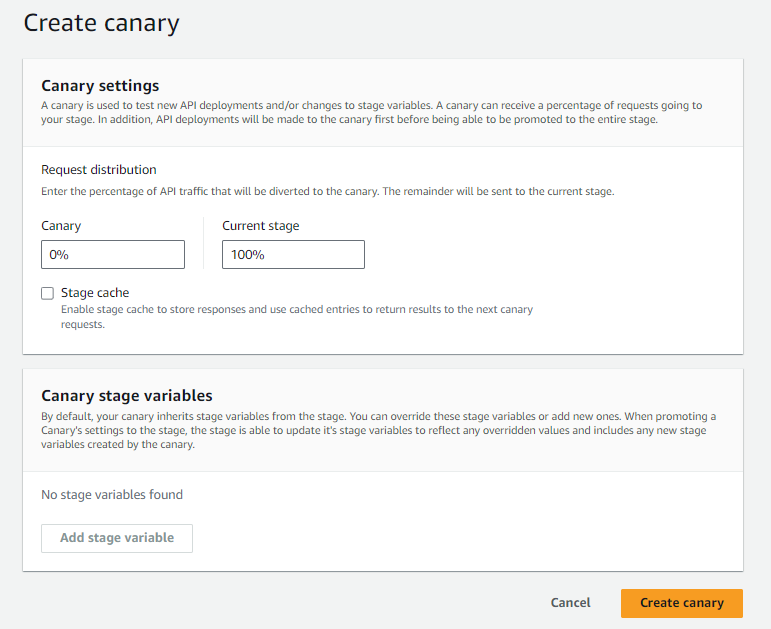 Create canary
Canary settings
A canary is used to test new API deployments and/or changes to stage variables. A canary can receive a percentage of requests going to
your stage. In addition, API deployments will be made to the canary first before being able to be promoted to the entire stage.
Request distribution
Enter the percentage of API traffic that will be diverted to the canary. The remainder will be sent to the current stage.
Canary
Current stage
0%
100%
Stage cache
Enable stage cache to store responses and use cached entries to return results to the next canary
requests.
Canary stage variables
By default, your canary inherits stage variables from the stage. You can override these stage variables or add new ones. When promoting a
Canary's settings to the stage, the stage is able to update it's stage variables to reflect any overridden values and includes any new stage
variables created by the canary.
No stage variables found
Add stage variable
Cancel
Create canary